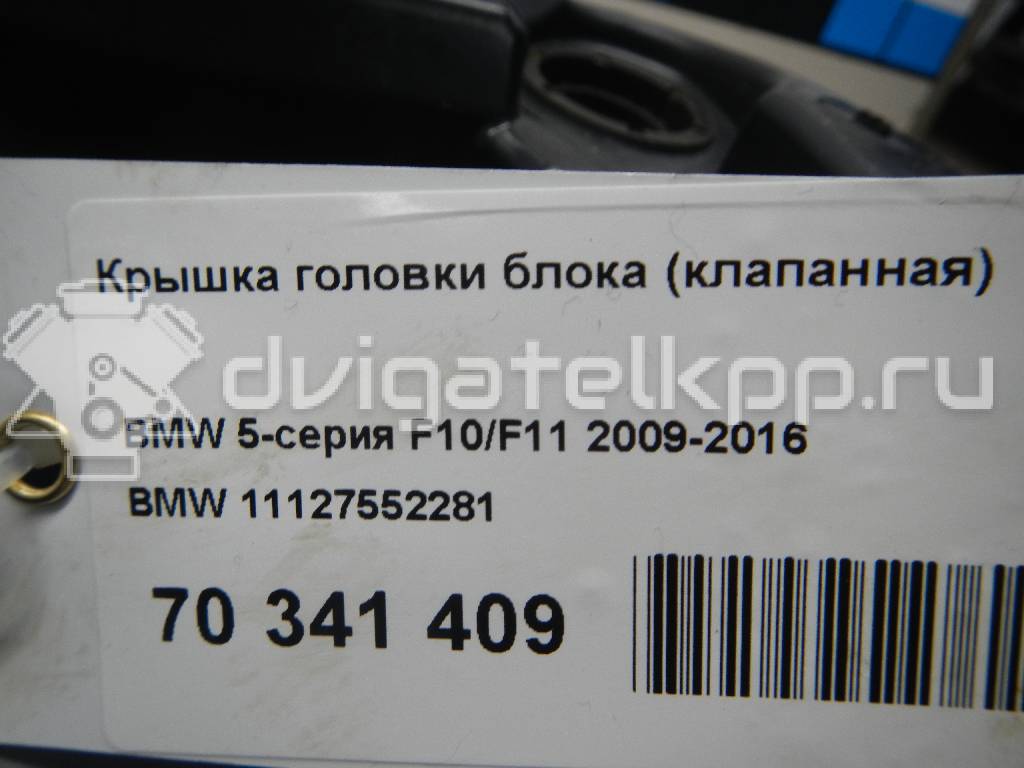 Крышка головки блока (клапанная)
dvigatelkpp.ru
BMW 5-серия F10/F11 2009-2016
BMW 11127552281
70 341 409